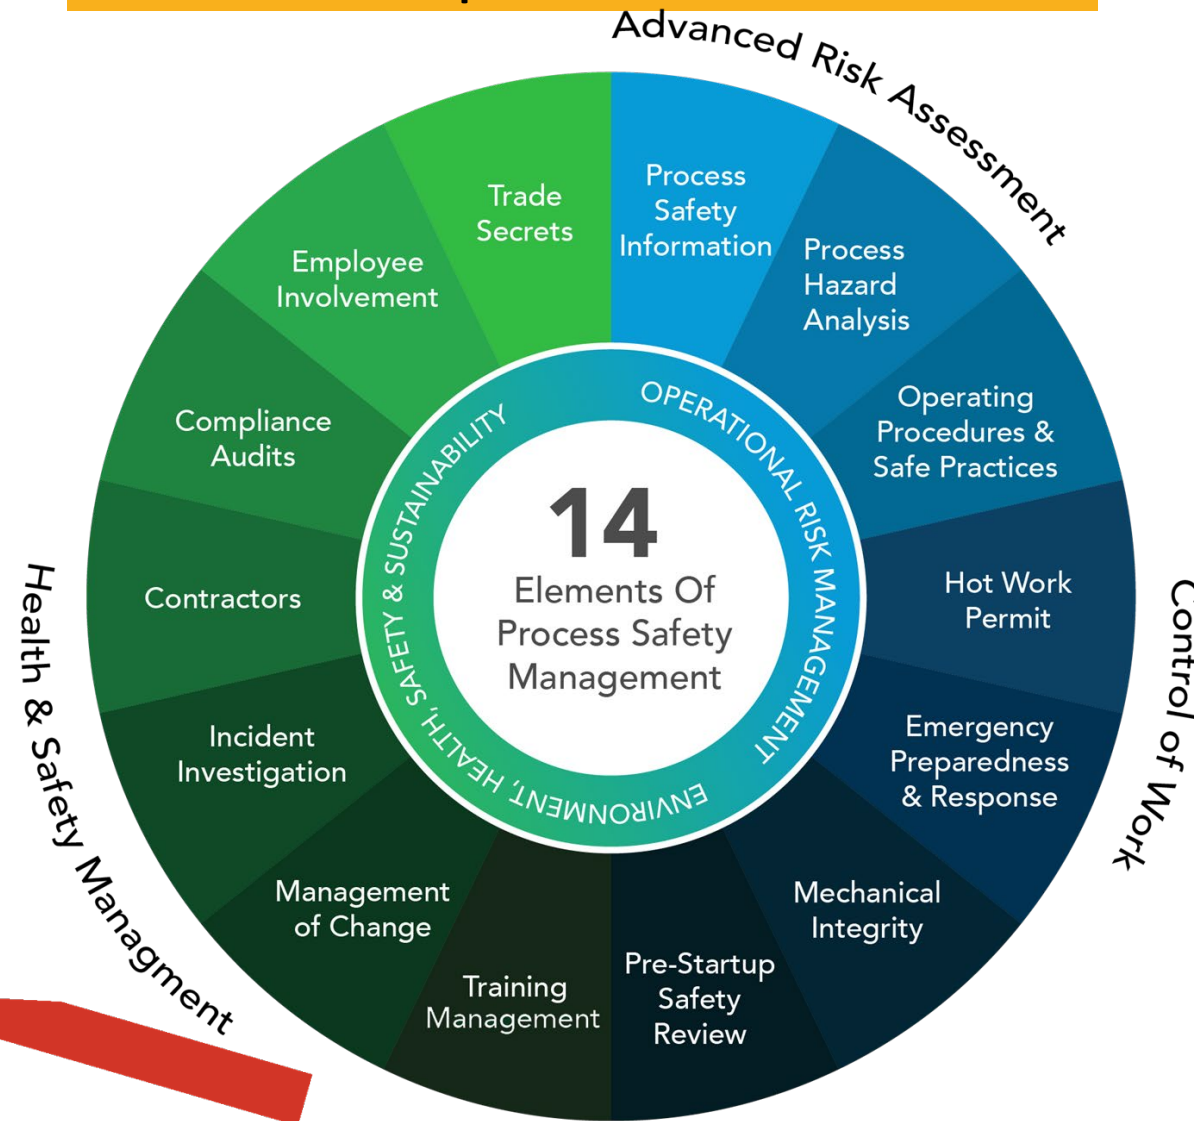 Advanced Risk Assessment
Process
Safety
Information
Process
Hazard
Analysis
Operating
Procedures &
Safe Practices
Hot Work
Permit
Emergency
Preparedness
& Response
Mechanical
Integrity
Pre-Startup
Safety
Review
Training
Management
Management
of Change
Incident
Investigation
Contractors
Compliance
Audits
Employee
Involvement
Trade
Secrets
OPERATIONAL RISK MANAGEMENT
ENVIRONMENT, HEALTH, SAFETY & SUSTAINABILITY
14
Elements Of
Process Safety
Management
Control of Work
Health & Safety Managment